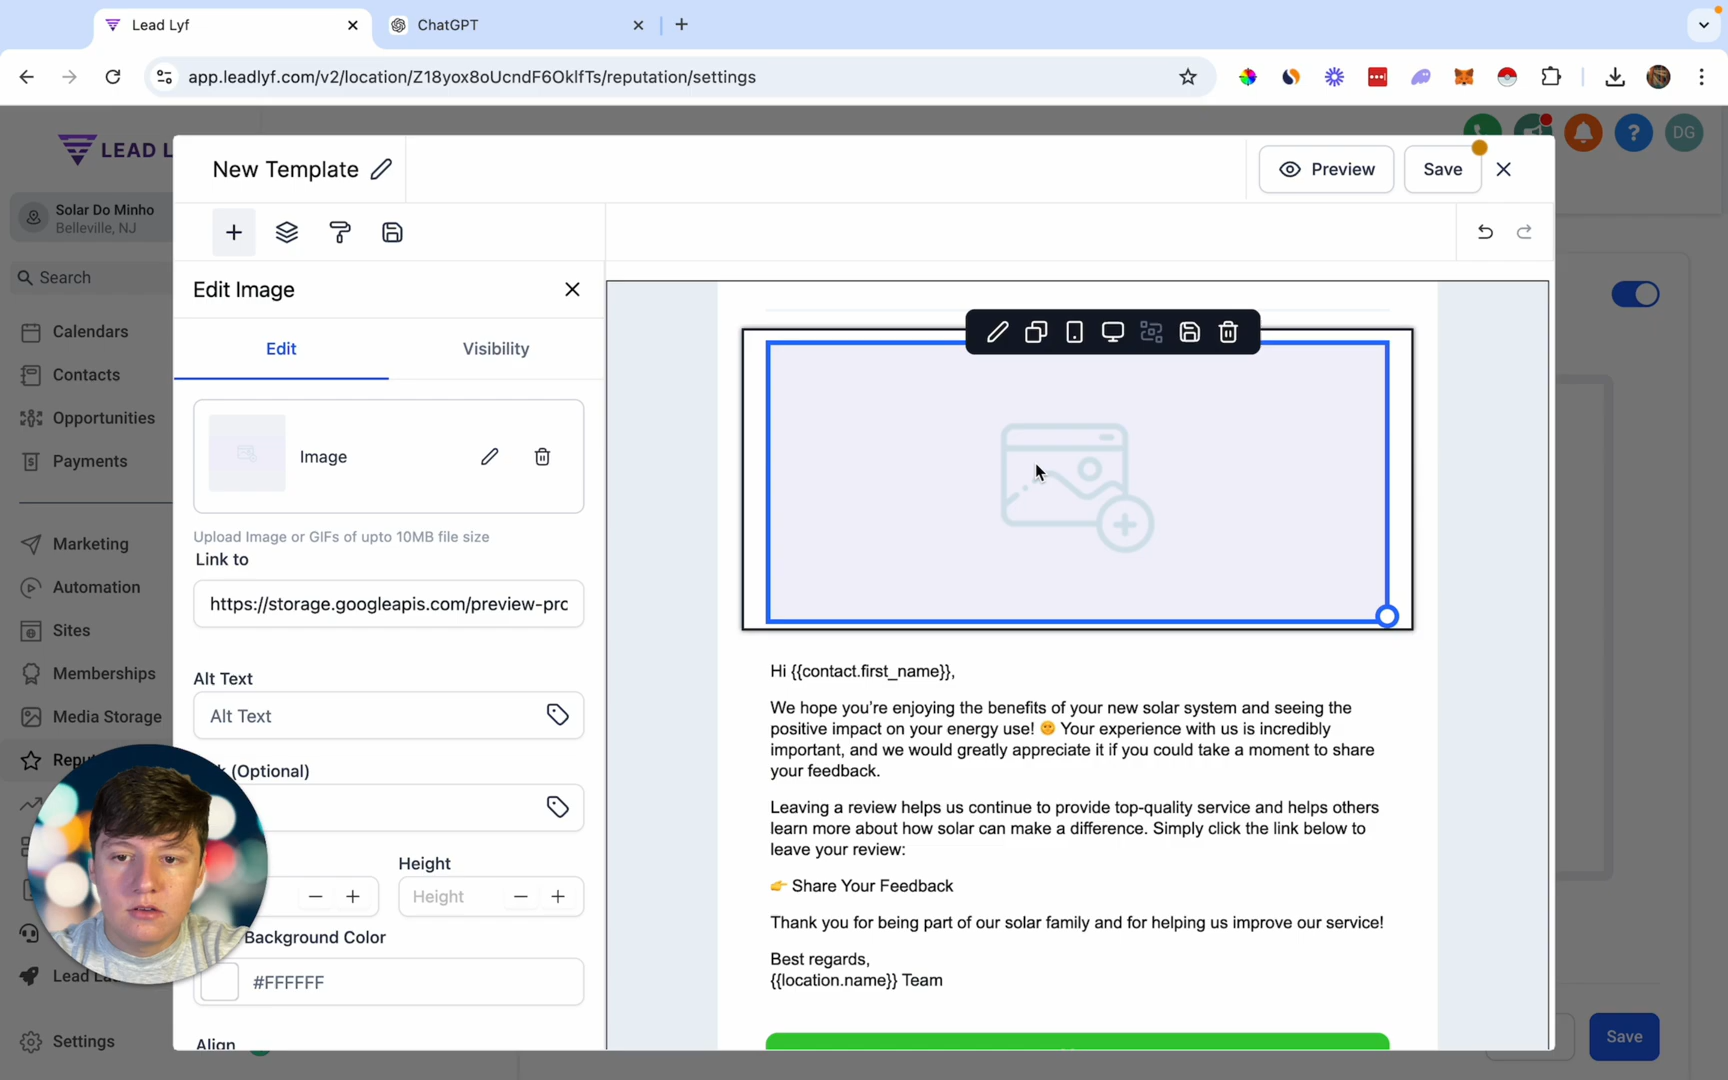 Lead Lyf
ChatGPT
app.leadlyf.com/v2/location/Z18yox8oUcndF6OklfTs/reputation/settings
LEAD L
DG
New Template
Preview
Save
Solar Do Minho
Belleville, NJ
Search
Edit Image
Calendars
Edit
Visibility
Contacts
Opportunities
Image
Payments
Upload Image or GIFs of upto 10MB file size
Link to
Marketing
Automation
https://storage.googleapis.com/preview-pro
Sites
Memberships
Alt Text
Hi {{contact.first_name}},
Media Storage
Alt Text
We hope you're enjoying the benefits of your new solar system and seeing the
positive impact on your energy use! 🌞 Your experience with us is incredibly
important, and we would greatly appreciate it if you could take a moment to share
your feedback.
Repu
(Optional)
Leaving a review helps us continue to provide top-quality service and helps others
learn more about how solar can make a difference. Simply click the link below to
leave your review:
Height
Height
👉 Share Your Feedback
Thank you for being part of our solar family and for helping us improve our service!
Background Color
Best regards,
{{location.name}} Team
Lead La
#FFFFFF
Settings
Align
Save